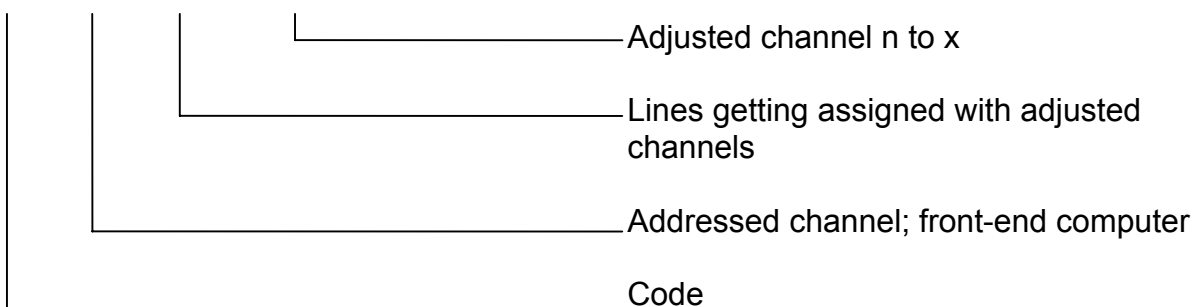 Adjusted channel n to x
Lines getting assigned with adjusted
channels
Addressed channel; front-end computer
Code